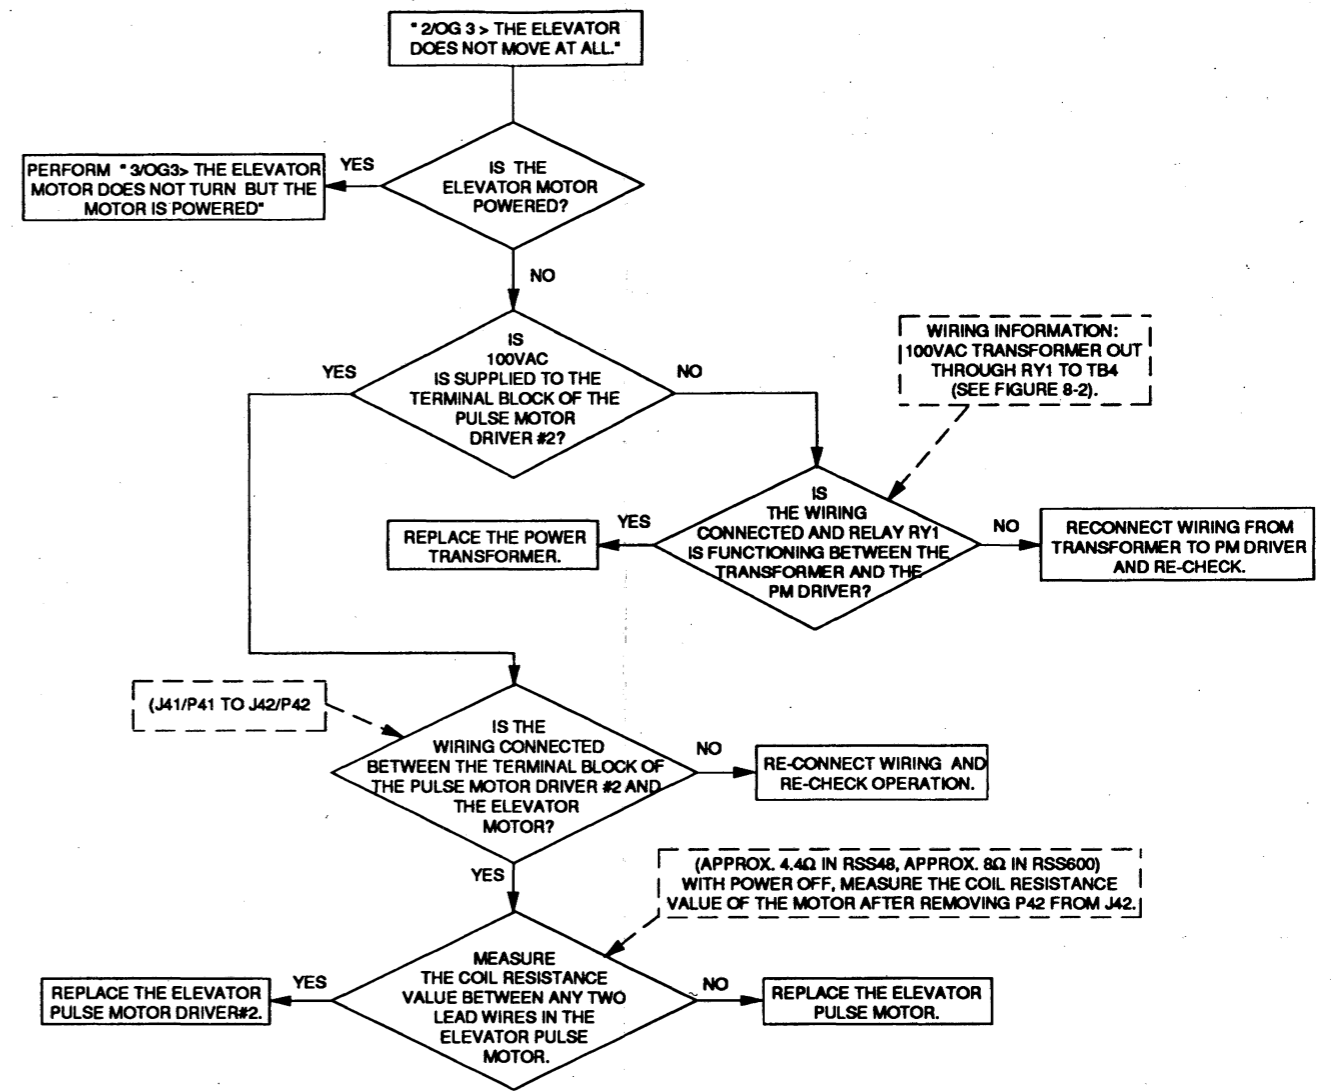 " 2/OG 3 > THE ELEVATOR
DOES NOT MOVE AT ALL."
IS THE
ELEVATOR MOTOR
POWERED?
YES
PERFORM " 3/OG3> THE ELEVATOR
MOTOR DOES NOT TURN BUT THE
MOTOR IS POWERED"
NO
IS
100VAC
IS SUPPLIED TO THE
TERMINAL BLOCK OF THE
PULSE MOTOR
DRIVER #2?
YES
NO
WIRING INFORMATION:
100VAC TRANSFORMER OUT
THROUGH RY1 TO TB4
(SEE FIGURE 8-2).
IS
THE WIRING
CONNECTED AND RELAY RY1
IS FUNCTIONING BETWEEN THE
TRANSFORMER AND THE
PM DRIVER?
YES
REPLACE THE POWER
TRANSFORMER.
NO
RECONNECT WIRING FROM
TRANSFORMER TO PM DRIVER
AND RE-CHECK.
(J41/P41 TO J42/P42
IS THE
WIRING CONNECTED
BETWEEN THE TERMINAL BLOCK OF
THE PULSE MOTOR DRIVER #2 AND
THE ELEVATOR
MOTOR?
NO
RE-CONNECT WIRING AND
RE-CHECK OPERATION.
YES
(APPROX. 4.4Ω IN RSS48, APPROX. 8Ω IN RSS600)
WITH POWER OFF, MEASURE THE COIL RESISTANCE
VALUE OF THE MOTOR AFTER REMOVING P42 FROM J42.
MEASURE
THE COIL RESISTANCE
VALUE BETWEEN ANY TWO
LEAD WIRES IN THE
ELEVATOR PULSE
MOTOR.
YES
REPLACE THE ELEVATOR
PULSE MOTOR DRIVER#2.
NO
REPLACE THE ELEVATOR
PULSE MOTOR.